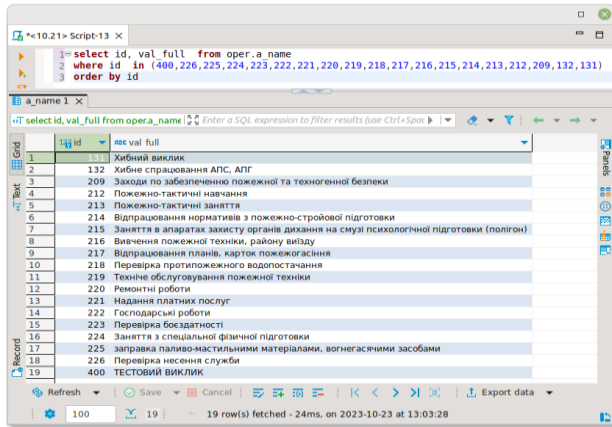 *<10.21> Script-13
1 select id, val_full from oper.a_name
2 where id in (400,226,225,224,223,222,221,220,219,218,217,216,215,214,213,212,209,132,131)
3 order by id
a_name 1
select id, val_full from oper.a_name Enter a SQL expression to filter results (use Ctrl+Spac
Grid
Text
Record
Panels
123 id ABC val_full
1 131 Хибний виклик
2 132 Хибне спрацювання АПС, АПГ
3 209 Заходи по забезпеченню пожежної та техногенної безпеки
4 212 Пожежно-тактичні навчання
5 213 Пожежно-тактичні заняття
6 214 Відпрацювання нормативів з пожежно-стройової підготовки
7 215 Заняття в апаратах захисту органів дихання на смузі психологічної підготовки (полігон)
8 216 Вивчення пожежної техніки, району виїзду
9 217 Відпрацювання планів, карток пожежогасіння
10 218 Перевірка протипожежного водопостачання
11 219 Технічe обслуговування пожежної техніки
12 220 Ремонтні роботи
13 221 Надання платних послуг
14 222 Господарські роботи
15 223 Перевірка боєздатності
16 224 Заняття з спеціальної фізичної підготовки
17 225 заправка паливо-мастильними матеріалами, вогнегасячими засобами
18 226 Перевірка несення служби
19 400 ТЕСТОВИЙ ВИКЛИК
Refresh Save Cancel Export data
100 19 19 row(s) fetched - 24ms, on 2023-10-23 at 13:03:28